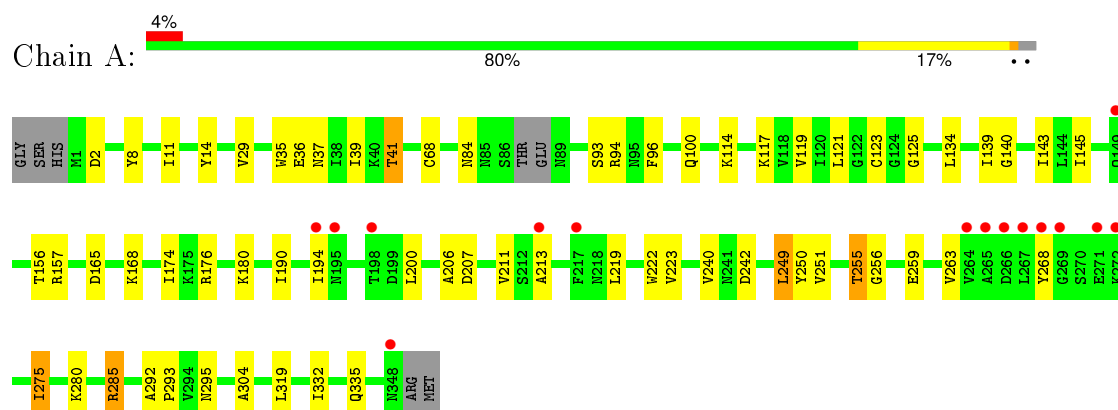 4%
Chain A:
80% 17% • •
GLY SER HIS M1 D2 Y8 I11 Y14 V29 W35 E36 N37 I38 I39 K40 T41 C68 N84 N85 S86 THR GLU N89 S93 R94 N95 F96 Q100 K114 K117 V118 V119 I120 L121 G122 C123 G124 G125 L134 I139 G140 I143 L144 I145 Q149
T156 R157 D165 K168 I174 K175 R176 K180 I190 I194 N195 T198 D199 L200 A206 D207 V211 S212 A213 F217 N218 L219 W222 V223 V240 N241 D242 L249 Y250 V251 T255 G256 E259 V263 V264 A265 D266 L267 Y268 G269 S270 E271 K272
I275 K280 R285 A292 P293 V294 N295 A304 L319 I332 Q335 N348 ARG MET